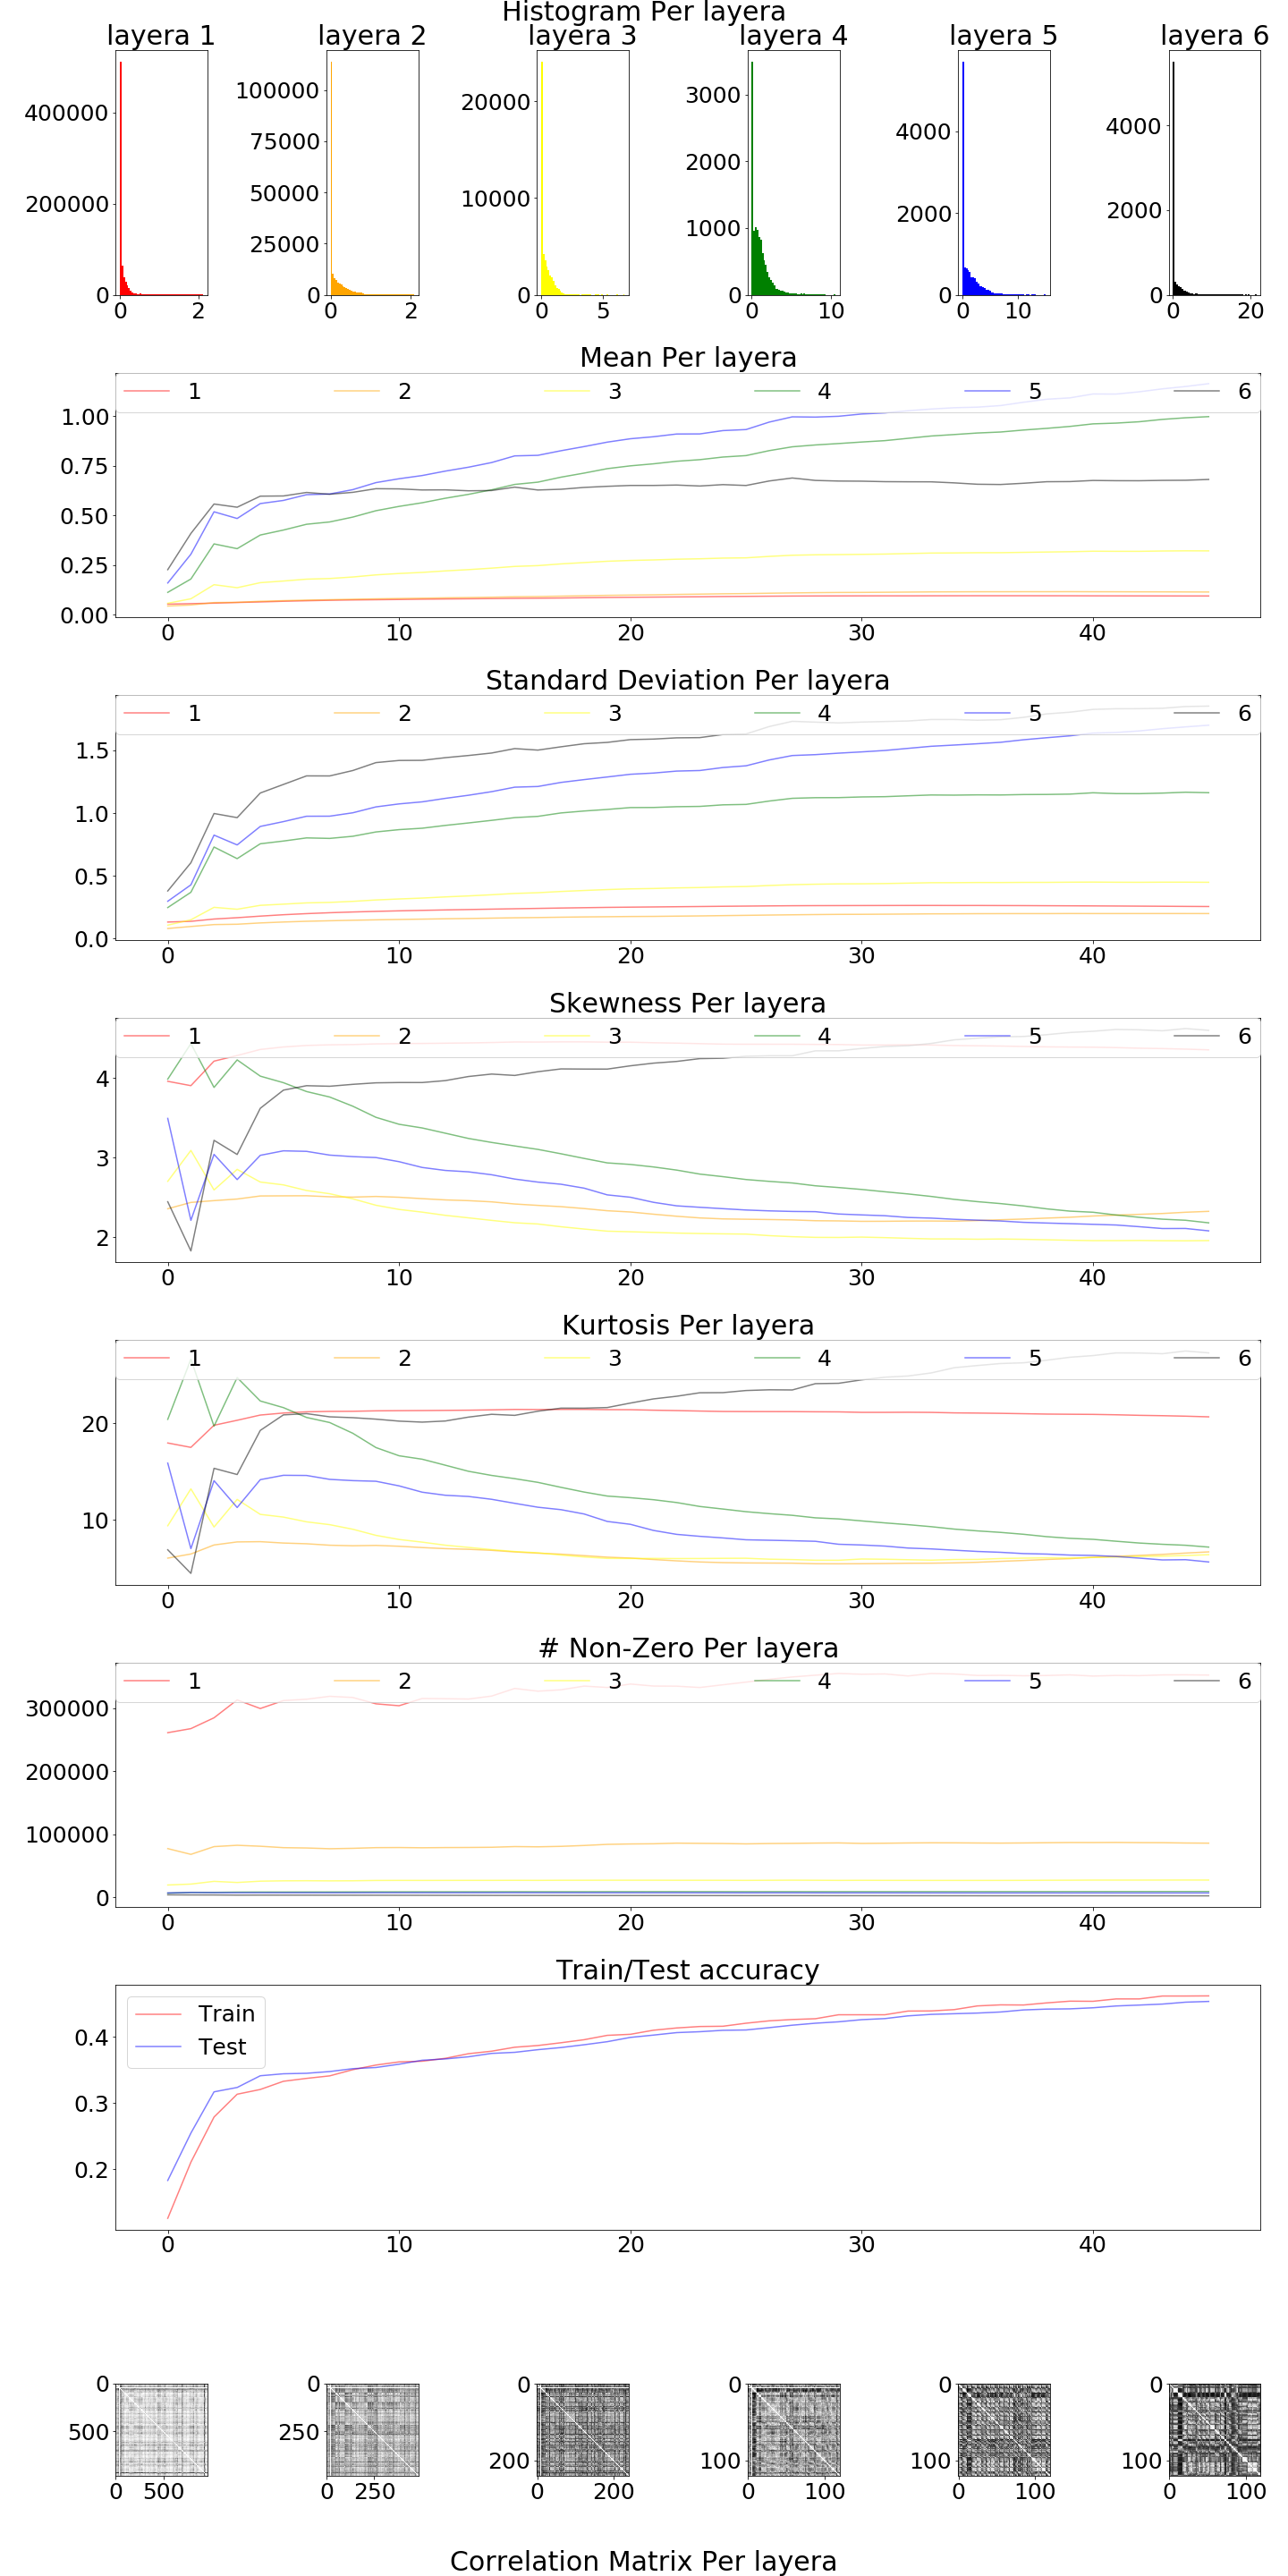 Histogram Per layera
layera 1 layera 2 layera 3 layera 4 layera 5 layera 6
400000 200000 0 0 2
100000 75000 50000 25000 0 0 2
20000 10000 0 0 5
3000 2000 1000 0 0 10
4000 2000 0 0 10
4000 2000 0 0 20
Mean Per layera
1 2 3 4 5 6
1.00
0.75
0.50
0.25
0.00
0 10 20 30 40
Standard Deviation Per layera
1 2 3 4 5 6
1.5
1.0
0.5
0.0
0 10 20 30 40
Skewness Per layera
1 2 3 4 5 6
4
3
2
0 10 20 30 40
Kurtosis Per layera
1 2 3 4 5 6
20
10
0 10 20 30 40
# Non-Zero Per layera
1 2 3 4 5 6
300000
200000
100000
0
0 10 20 30 40
Train/Test accuracy
Train
Test
0.4
0.3
0.2
0 10 20 30 40
0 500 0 500
0 250 0 250
0 200 0 200
0 100 0 100
0 100 0 100
0 100 0 100
Correlation Matrix Per layera